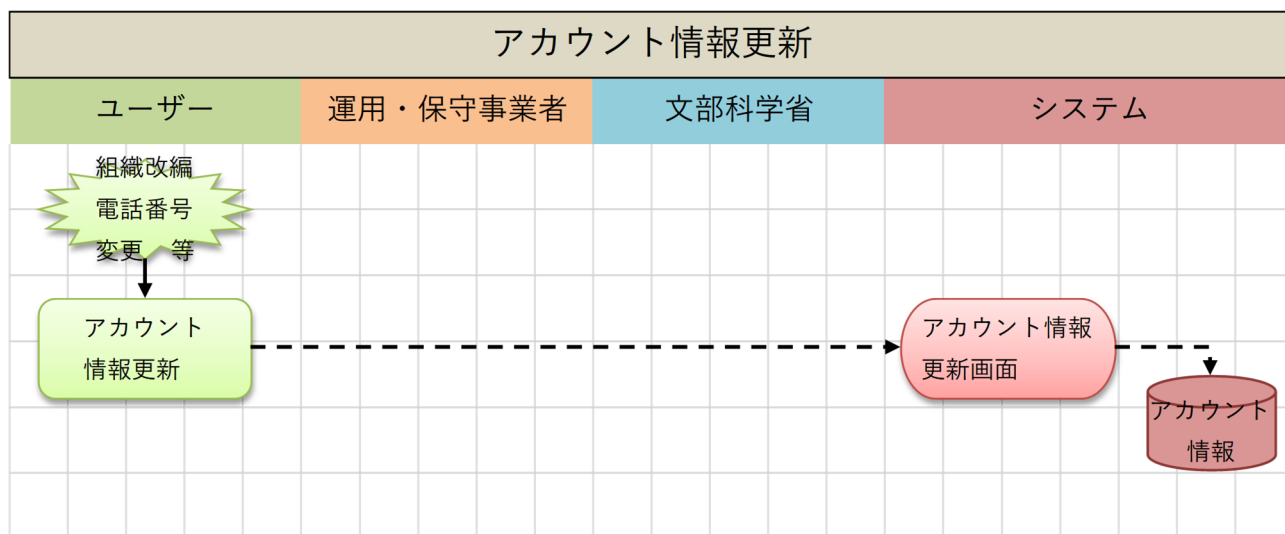 アカウント情報更新
ユーザー
運用・保守事業者
文部科学省
システム
組織改編
電話番号
変更　等
アカウント
情報更新
アカウント情報
更新画面
アカウント
情報